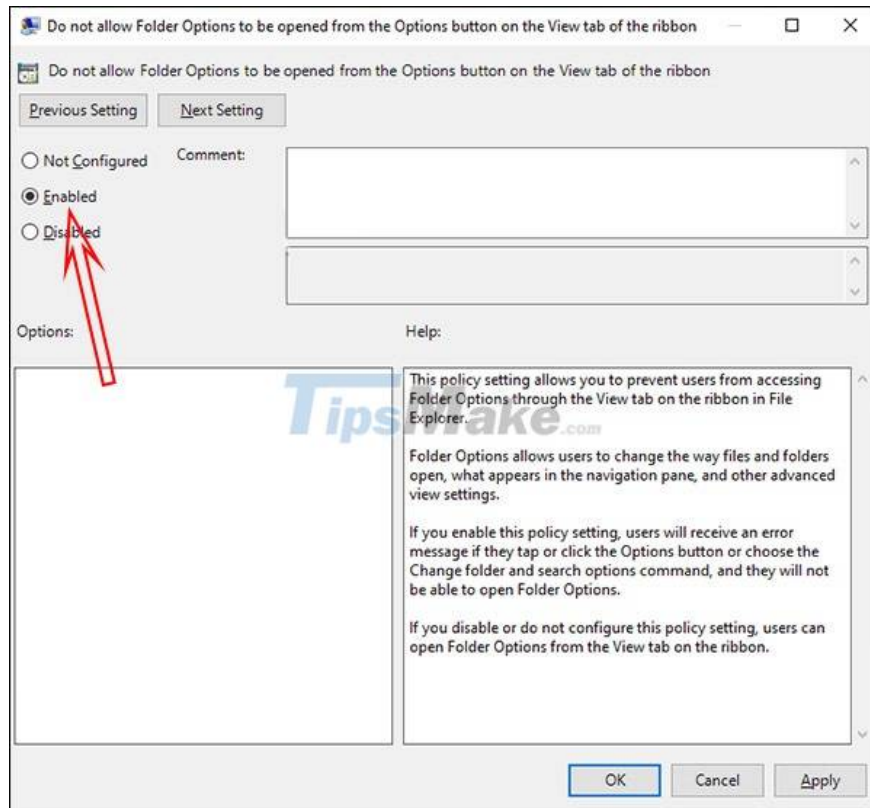 Do not allow Folder Options to be opened from the Options button on the View tab of the ribbon
Do not allow Folder Options to be opened from the Options button on the View tab of the ribbon
Previous Setting
Next Setting
Not Configured
Comment:
Enabled
Disabled
Options:
Help:
TipsMake.com
This policy setting allows you to prevent users from accessing
Folder Options through the View tab on the ribbon in File
Explorer.
Folder Options allows users to change the way files and folders
open, what appears in the navigation pane, and other advanced
view settings.
If you enable this policy setting, users will receive an error
message if they tap or click the Options button or choose the
Change folder and search options command, and they will not
be able to open Folder Options.
If you disable or do not configure this policy setting, users can
open Folder Options from the View tab on the ribbon.
OK
Cancel
Apply